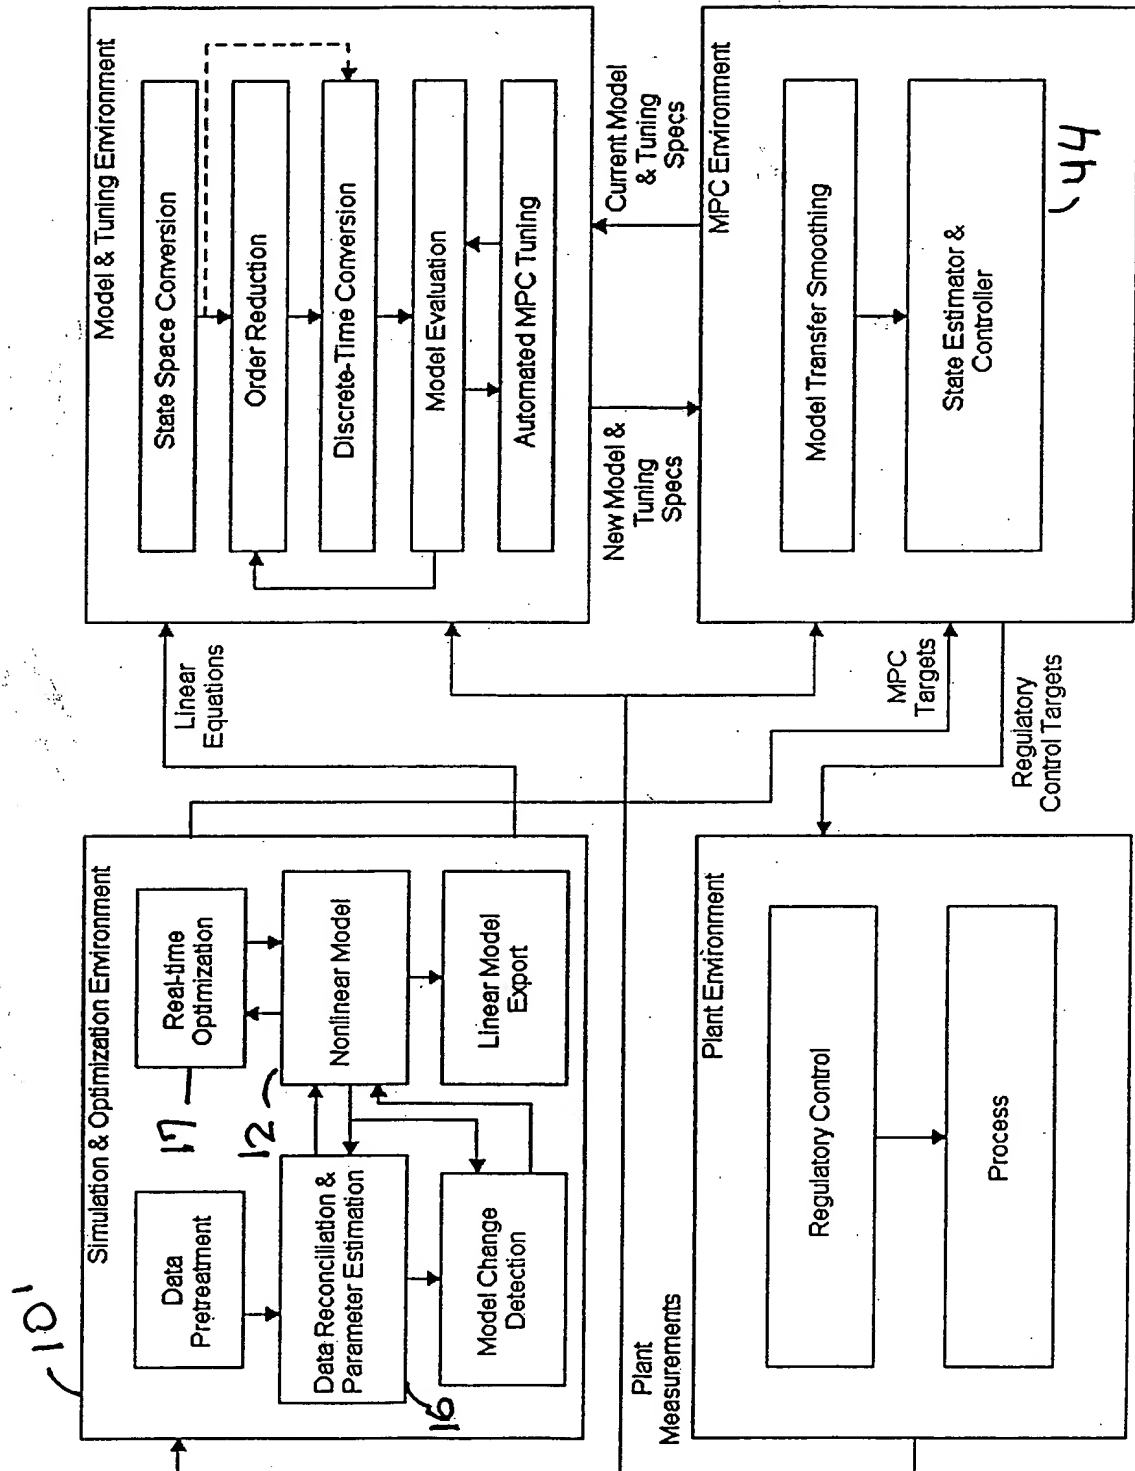 10'
Simulation & Optimization Environment
Data
Pretreatment
17
Real-time
Optimization
12
Data Reconciliation &
Parameter Estimation
16
Nonlinear Model
Model Change
Detection
Linear Model
Export
Linear
Equations
Model & Tuning Environment
State Space Conversion
Order Reduction
Discrete-Time Conversion
Model Evaluation
Automated MPC Tuning
Plant
Measurements
MPC
Targets
Regulatory
Control Targets
New Model &
Tuning
Specs
Current Model
& Tuning
Specs
Plant Environment
Regulatory Control
Process
MPC Environment
Model Transfer Smoothing
State Estimator &
Controller
44